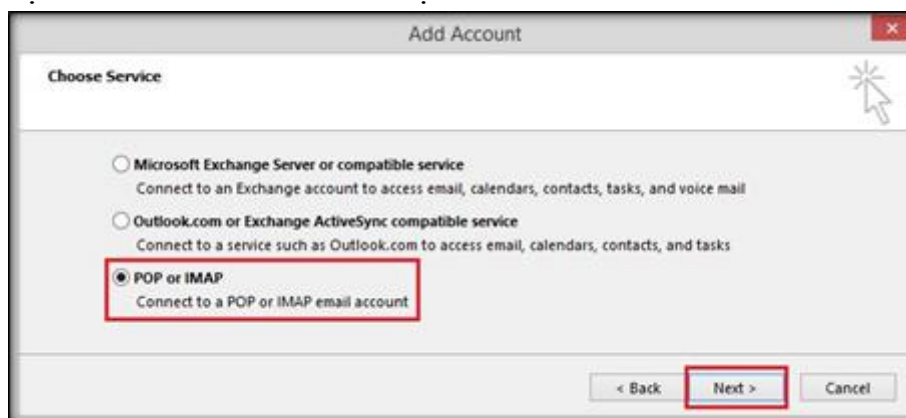 Add Account
Choose Service
Microsoft Exchange Server or compatible service
Connect to an Exchange account to access email, calendars, contacts, tasks, and voice mail
Outlook.com or Exchange ActiveSync compatible service
Connect to a service such as Outlook.com to access email, calendars, contacts, and tasks
POP or IMAP
Connect to a POP or IMAP email account
< Back Next > Cancel